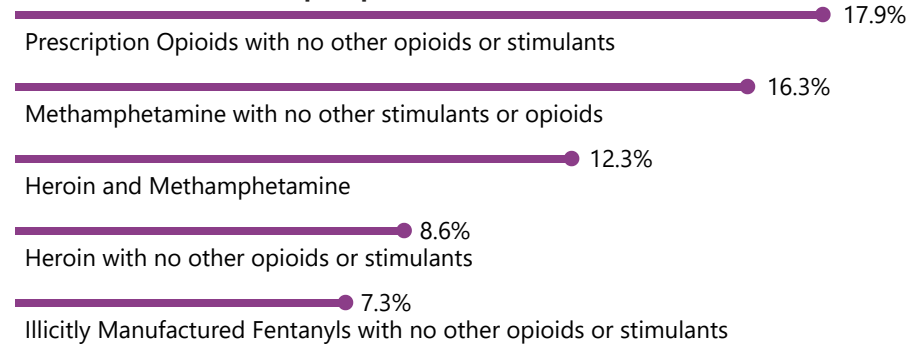 17.9%
Prescription Opioids with no other opioids or stimulants
16.3%
Methamphetamine with no other stimulants or opioids
12.3%
Heroin and Methamphetamine
8.6%
Heroin with no other opioids or stimulants
7.3%
Illicitly Manufactured Fentanyls with no other opioids or stimulants